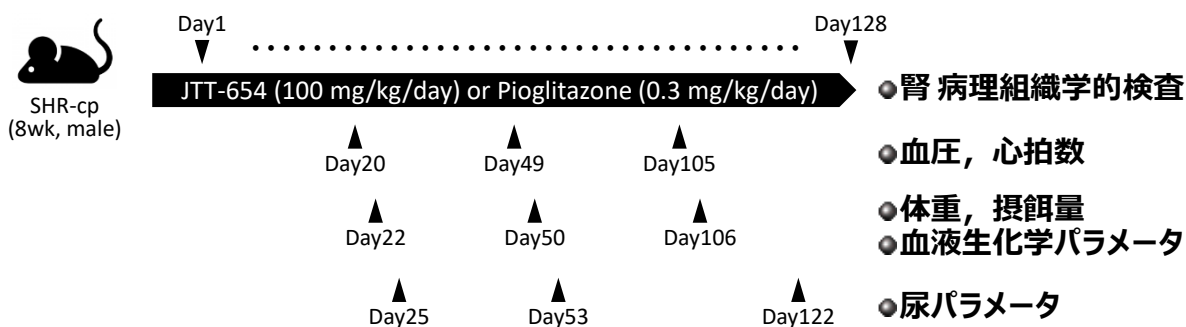 Day1
Day128
JTT-654 (100 mg/kg/day) or Pioglitazone (0.3 mg/kg/day)
腎 病理組織学的検査
SHR-cp
(8wk, male)
Day20
Day49
Day105
血圧，心拍数
Day22
Day50
Day106
体重，摂餌量
血液生化学パラメータ
Day25
Day53
Day122
尿パラメータ